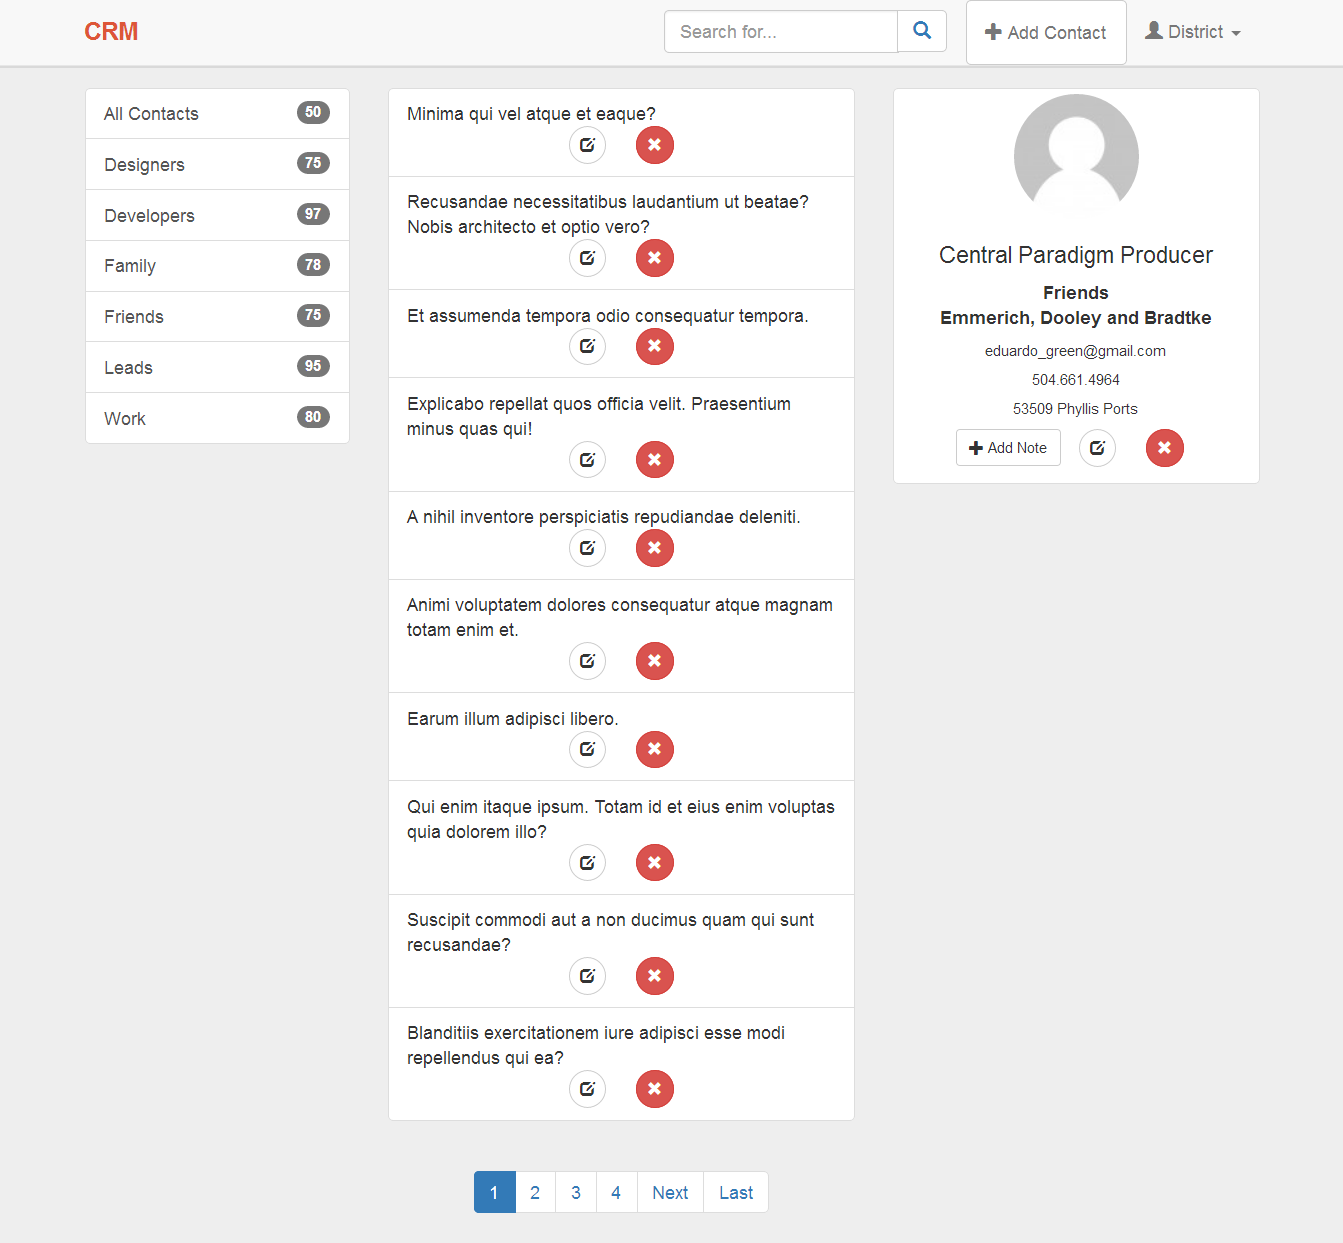 CRM
Search for...
Add Contact
District
All Contacts 50
Designers 75
Developers 97
Family 78
Friends 75
Leads 95
Work 80
Minima qui vel atque et eaque?
Recusandae necessitatibus laudantium ut beatae?
Nobis architecto et optio vero?
Et assumenda tempora odio consequatur tempora.
Explicabo repellat quos officia velit. Praesentium
minus quas qui!
A nihil inventore perspiciatis repudiandae deleniti.
Animi voluptatem dolores consequatur atque magnam
totam enim et.
Earum illum adipisci libero.
Qui enim itaque ipsum. Totam id et eius enim voluptas
quia dolorem illo?
Suscipit commodi aut a non ducimus quam qui sunt
recusandae?
Blanditiis exercitationem iure adipisci esse modi
repellendus qui ea?
1 2 3 4 Next Last
Central Paradigm Producer
Friends
Emmerich, Dooley and Bradtke
eduardo_green@gmail.com
504.661.4964
53509 Phyllis Ports
Add Note